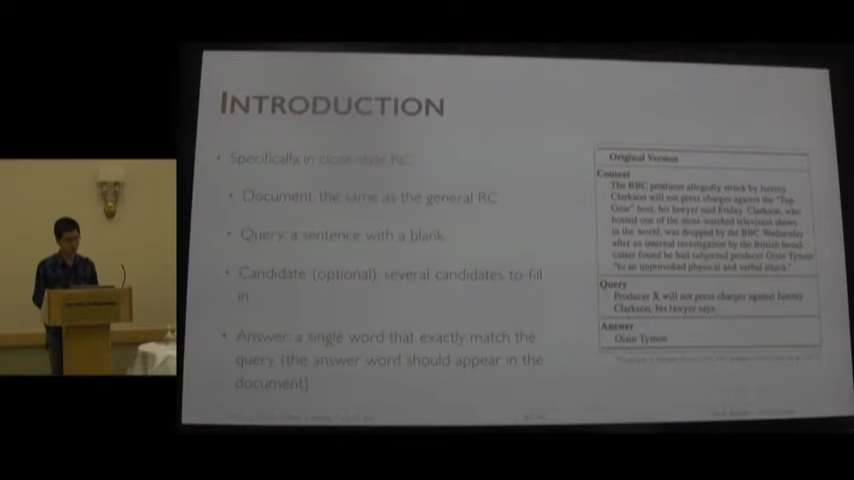 INTRODUCTION
• Specifically, in cloze-style RC
• Document: the same as the general RC
• Query: a sentence with a blank
• Candidate (optional): several candidates to fill
in
• Answer: a single word that exactly match the
query (the answer word should appear in the
document)
Original Version
Context
The BBC producer allegedly struck by Jeremy
Clarkson will not press charges against the "Top
Gear" host, his lawyer said Friday. Clarkson, who
hosted one of the most-watched television shows
in the world, was dropped by the BBC Wednesday
after an internal investigation by the British broad-
caster found he had subjected producer Oisin Tymon
"to an unprovoked physical and verbal attack."
Query
Producer X will not press charges against Jeremy
Clarkson, his lawyer says.
Answer
Oisin Tymon